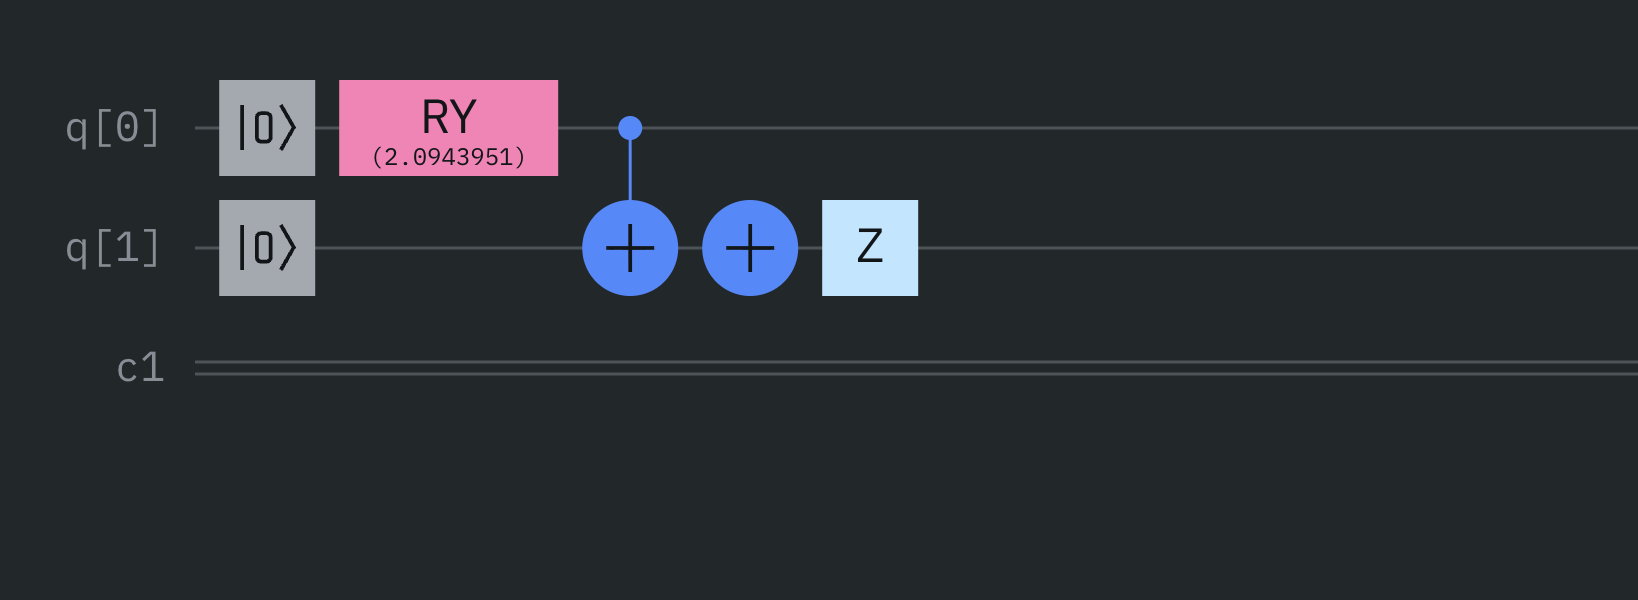 q[0] |0⟩ RY
(2.0943951)
q[1] |0⟩ Z
c1